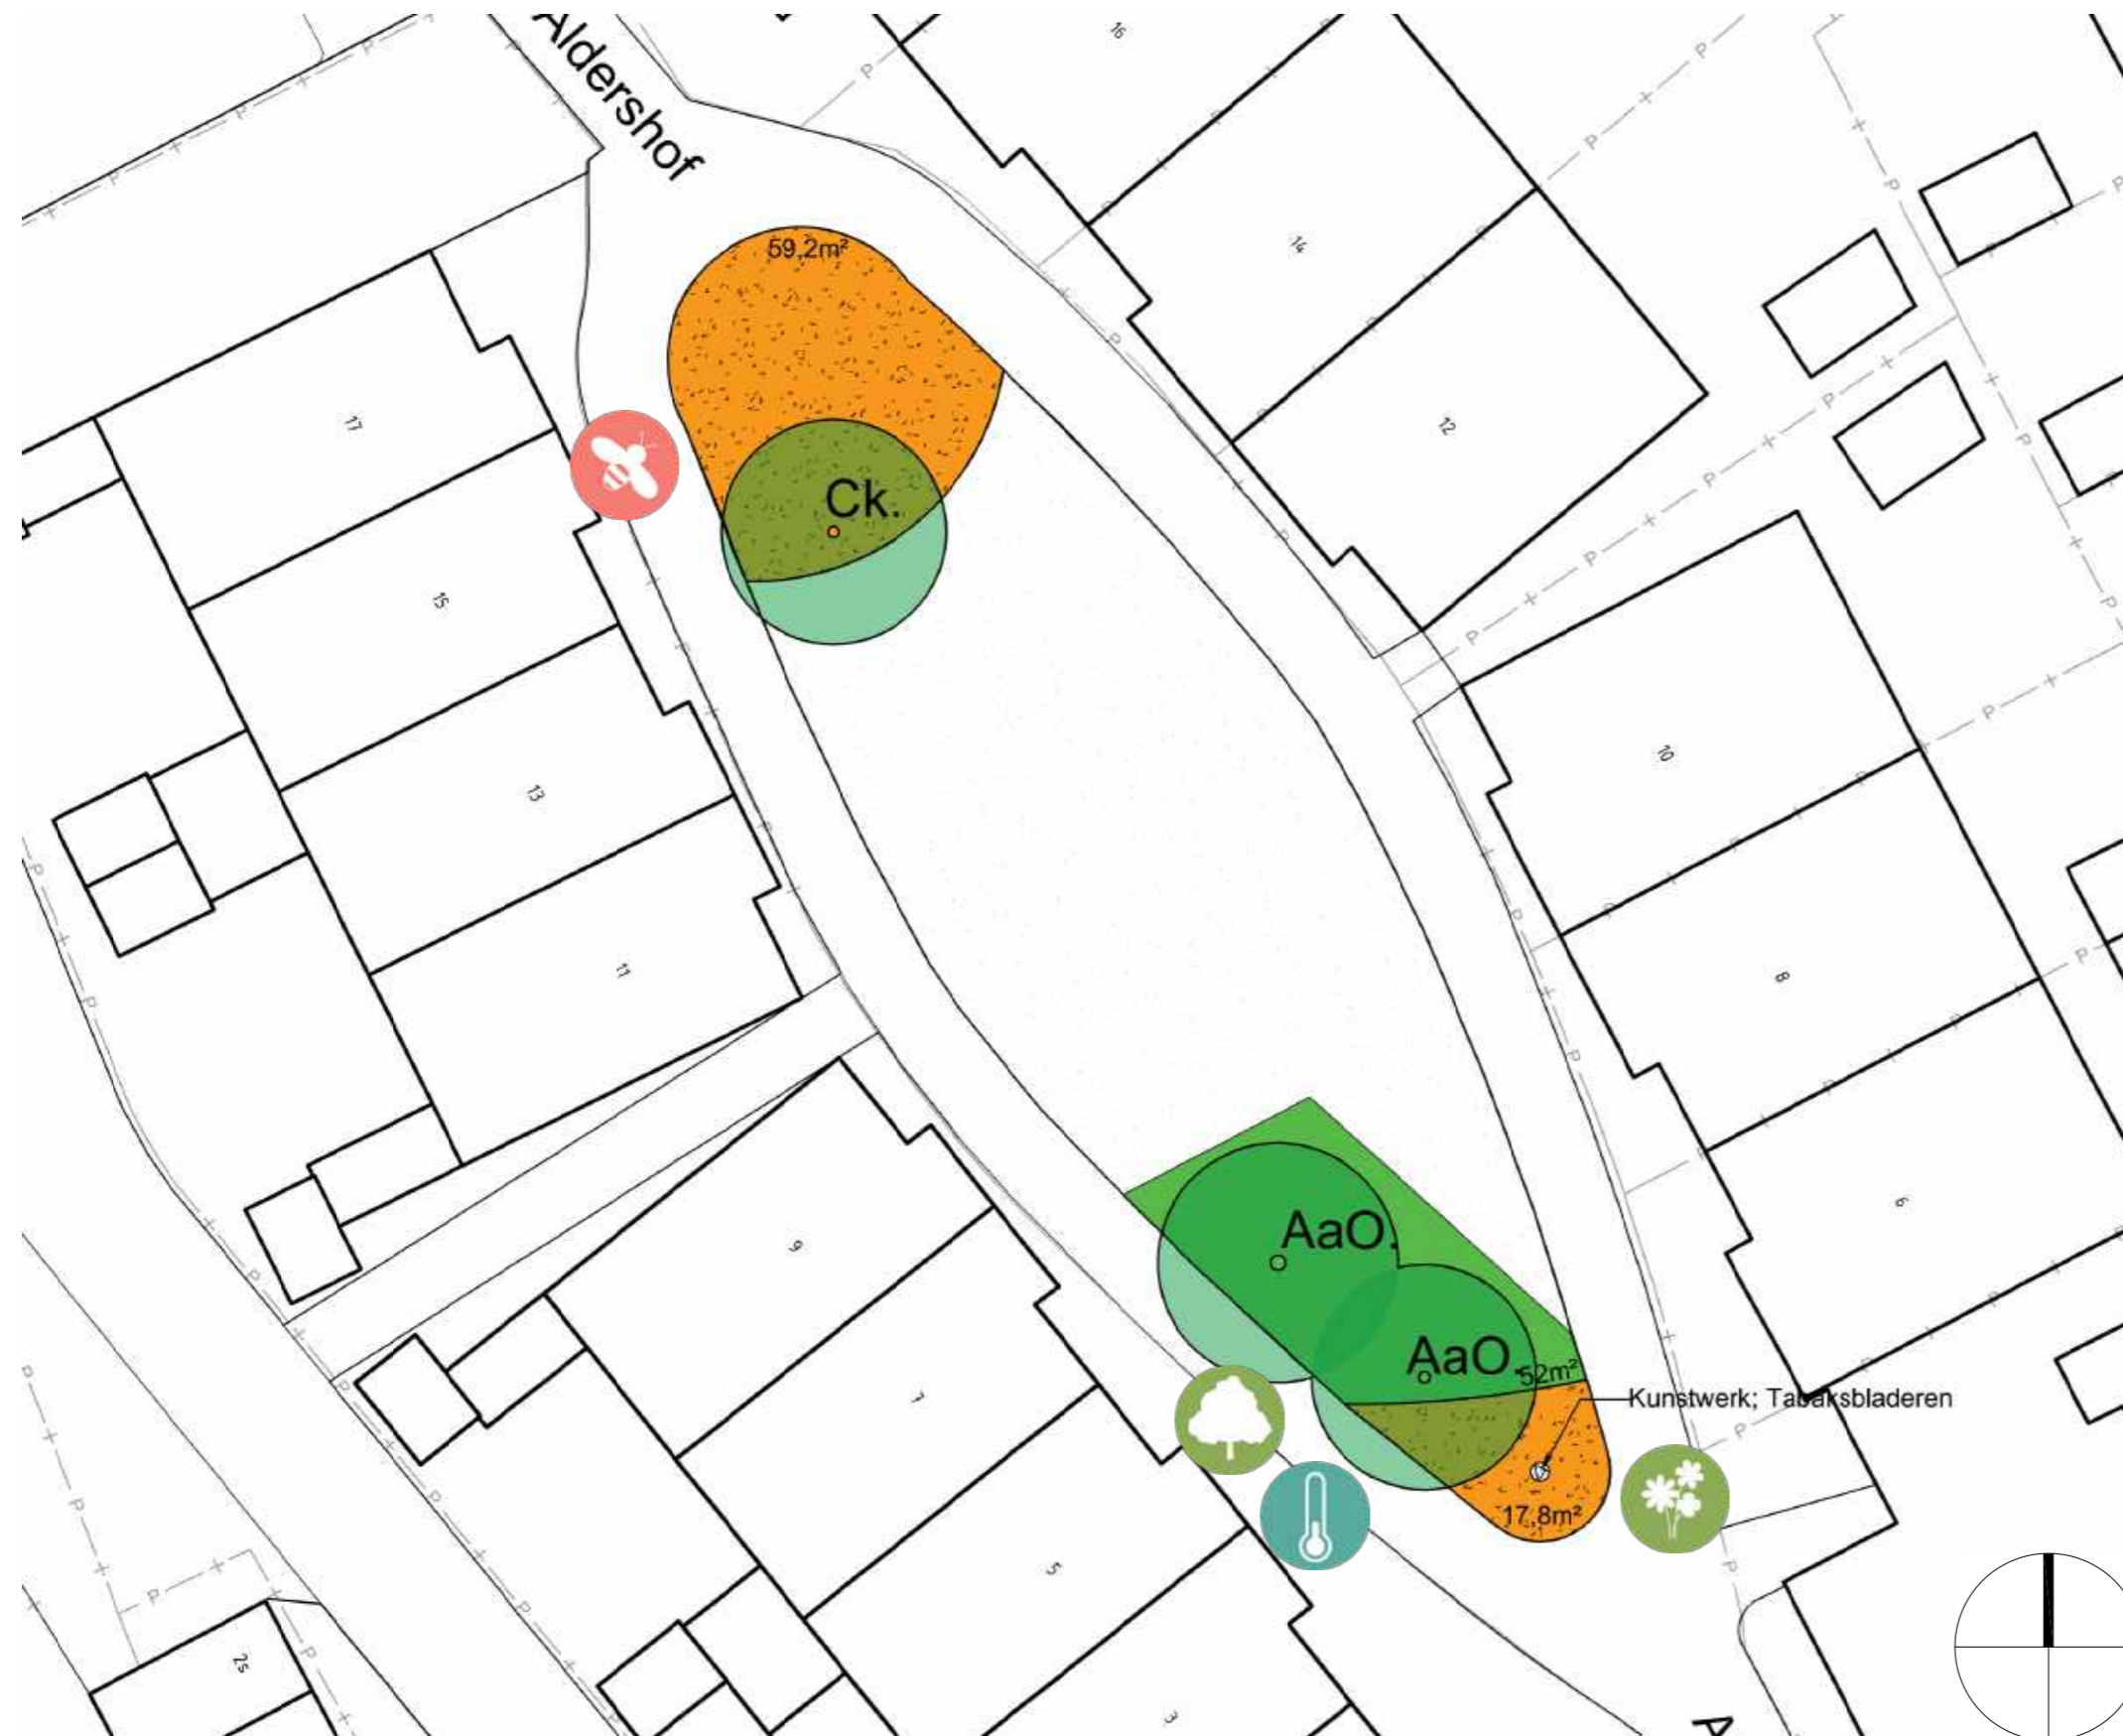 Aldershof
16
59,2m²
14
17
12
Ck.
15
10
13
11
8
AaO.
6
9
AaO.
52m²
Kunstwerk; Tabaksbladeren
7
17,8m²
5
2s
3
A